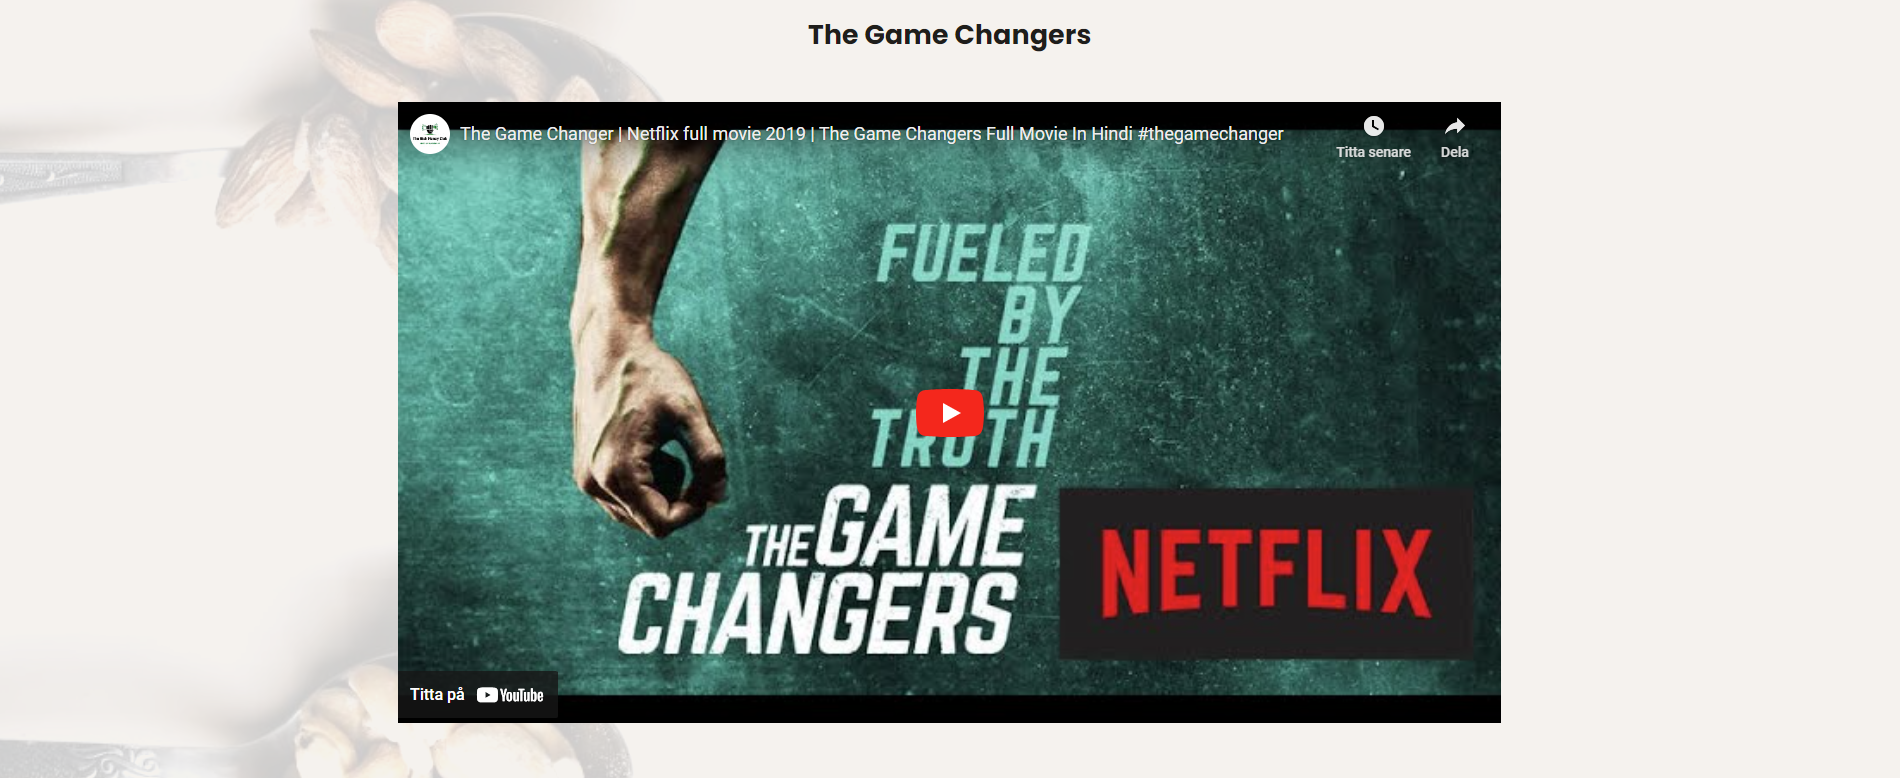 The Game Changers
The Game Changer | Netflix full movie 2019 | The Game Changers Full Movie In Hindi #thegamechanger
Titta senare
Dela
FUELED
BY
THE
TRUTH
THE GAME
CHANGERS
NETFLIX
Titta på YouTube